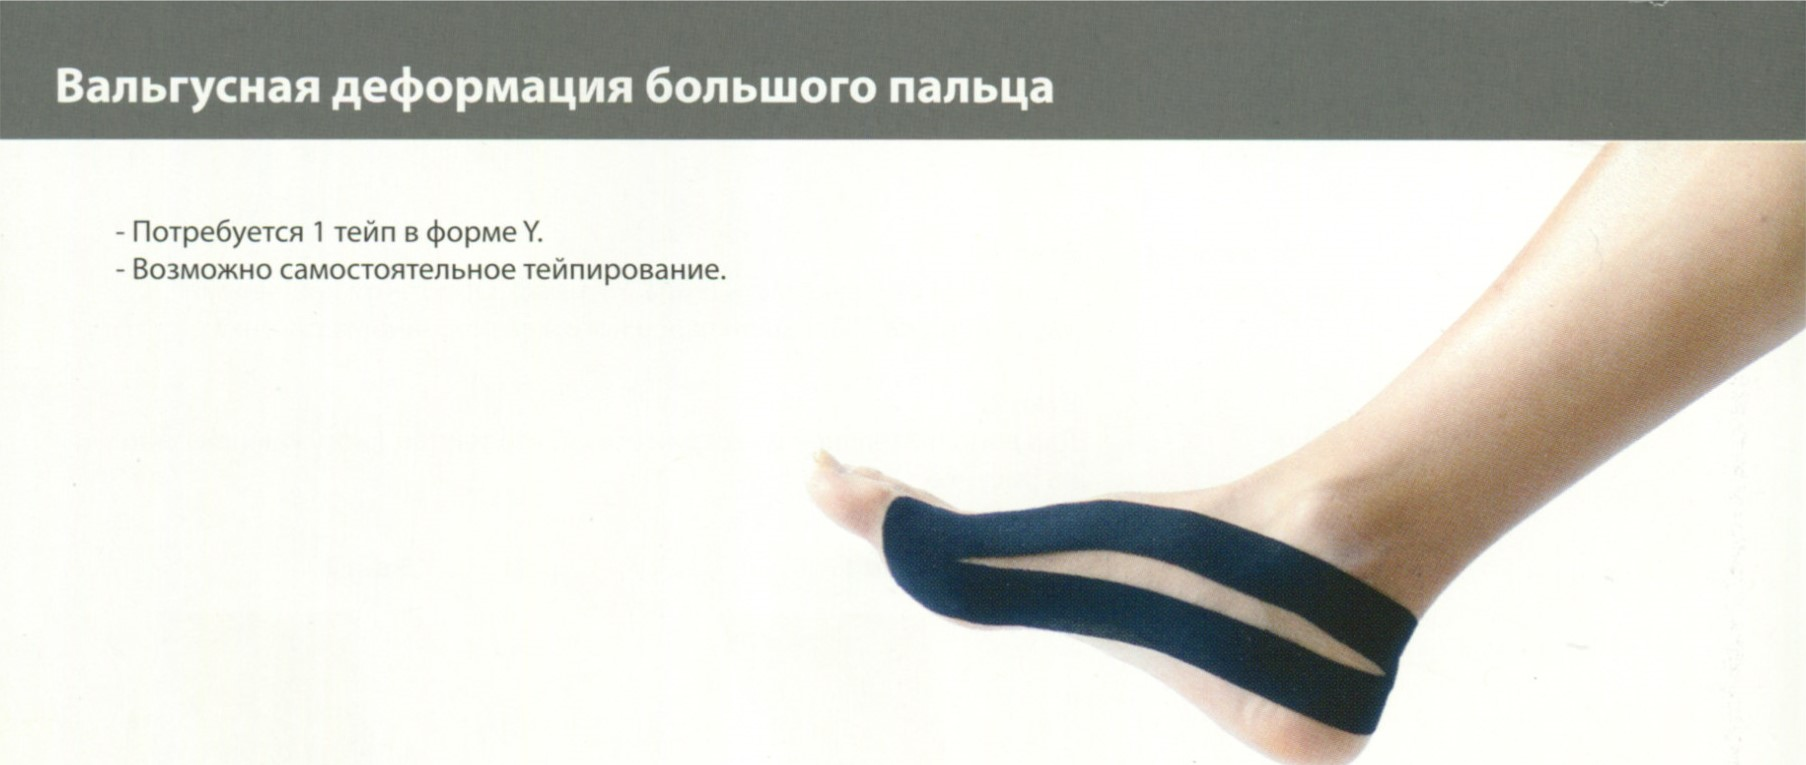 Вальгусная деформация большого пальца
- Потребуется 1 тейп в форме Y.
- Возможно самостоятельное тейпирование.